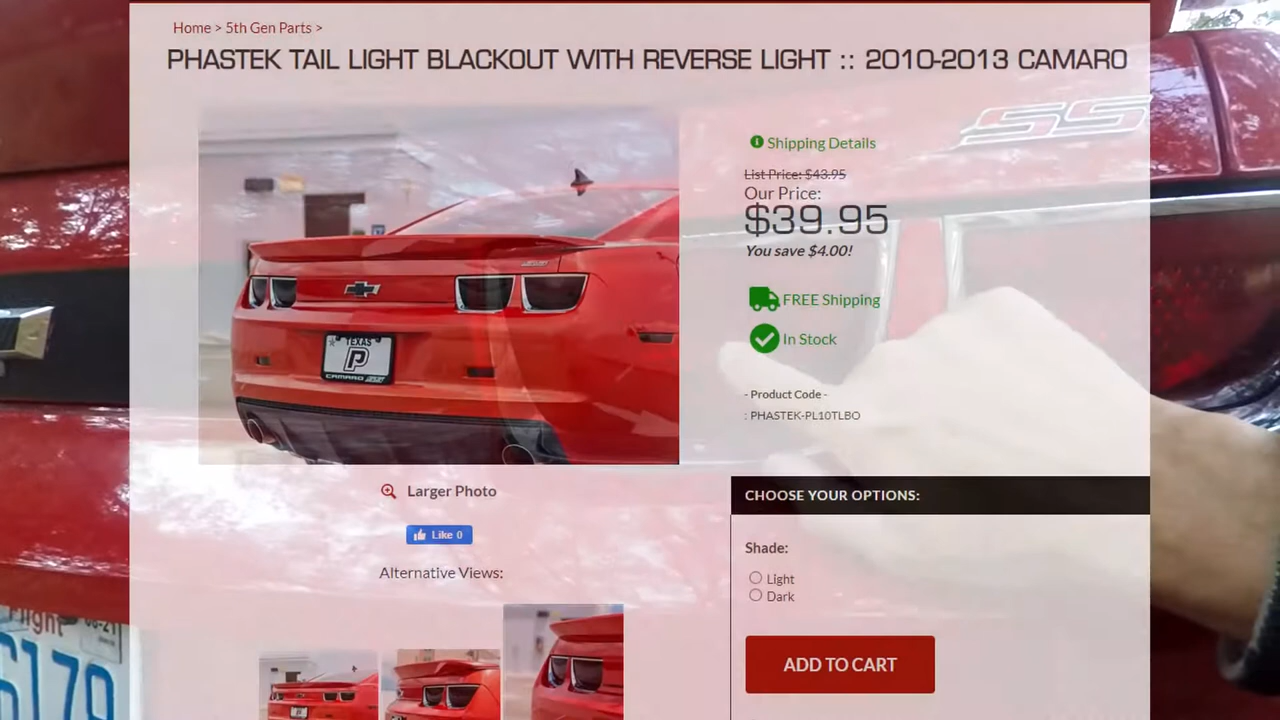 Home > 5th Gen Parts >
PHASTEK TAIL LIGHT BLACKOUT WITH REVERSE LIGHT :: 2010-2013 CAMARO
SS
Shipping Details
List Price: $43.95
Our Price:
$39.95
You save $4.00!
FREE Shipping
In Stock
TEXAS
P
CAMARO
- Product Code -
: PHASTEK-PL10TLBO
Larger Photo
CHOOSE YOUR OPTIONS:
Like 0
Shade:
Alternative Views:
Light
Dark
ADD TO CART
flight
6179